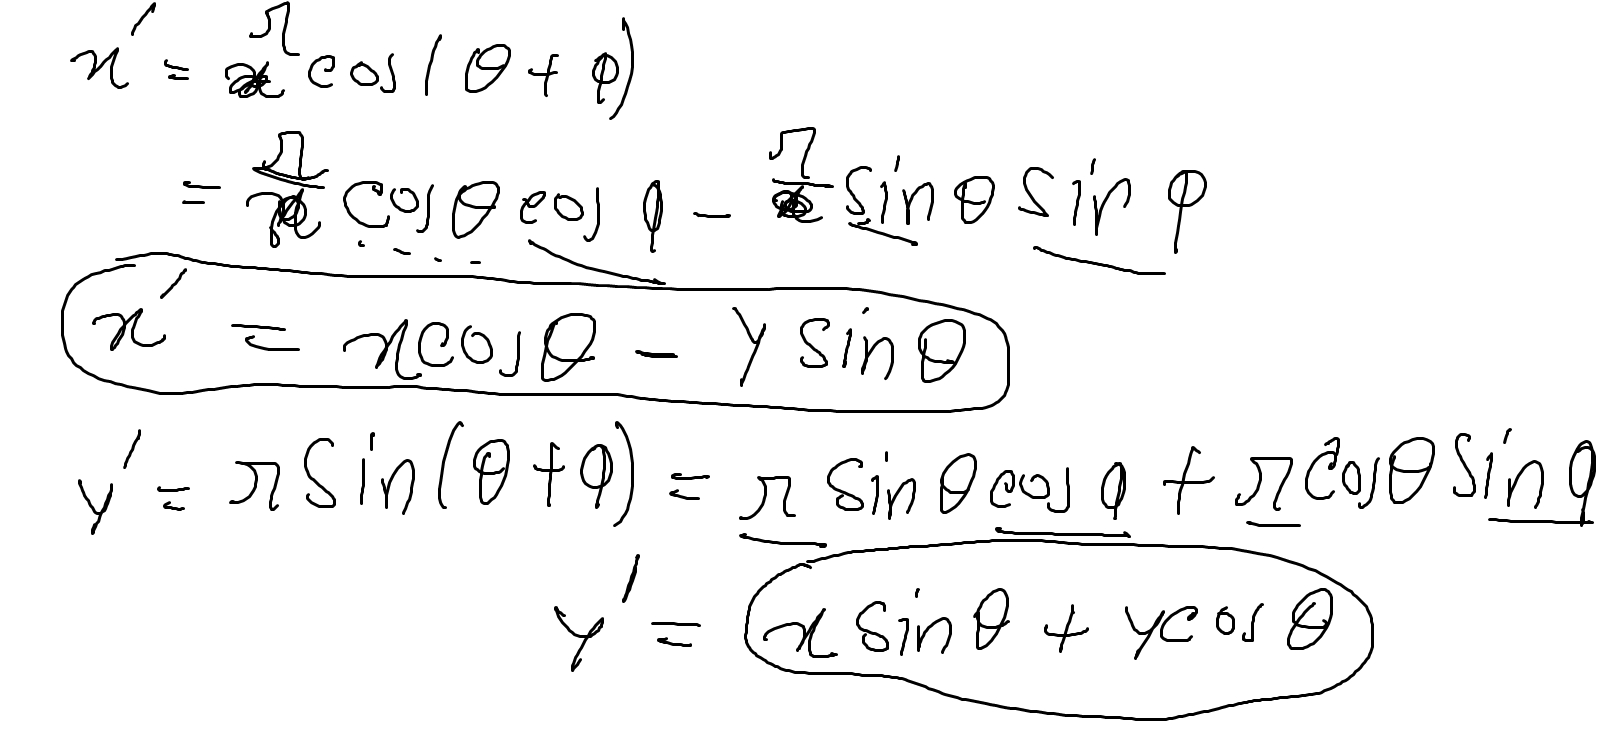 x' = r cos(θ + φ)
= r cosθ cos φ - r sinθ sin φ
x' = x cosθ - y sinθ
y' = r sin(θ + φ) = r sinθ cos φ + r cosθ sin φ
y' = x sinθ + y cosθ